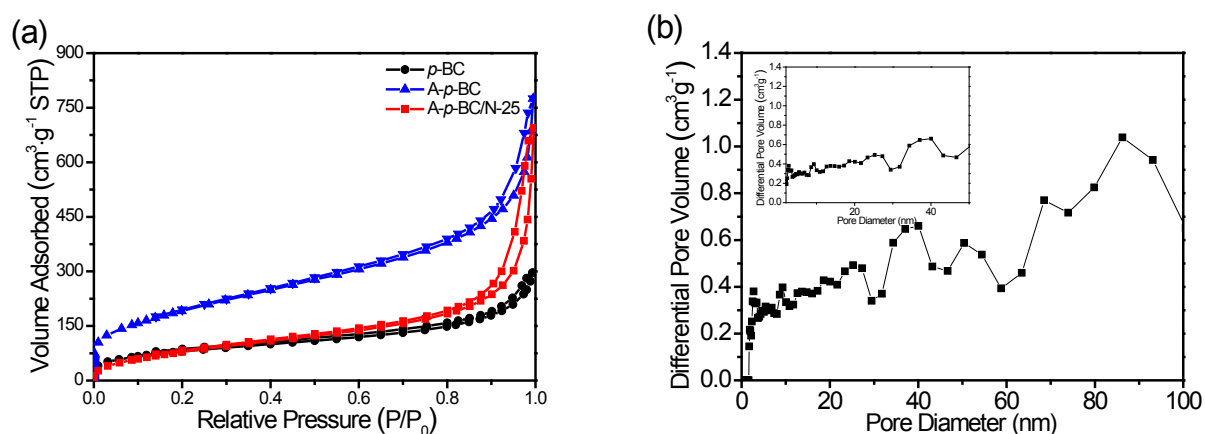 (a)
900
750
600
450
300
150
0
Volume Adsorbed (cm³·g⁻¹ STP)
p-BC
A-p-BC
A-p-BC/N-25
0.0 0.2 0.4 0.6 0.8 1.0
Relative Pressure (P/P₀)
(b)
1.4
1.2
1.0
0.8
0.6
0.4
0.2
0.0
Differential Pore Volume (cm³g⁻¹)
1.4
1.2
1.0
0.8
0.6
0.4
0.2
0.0
Differential Pore Volume (cm³g⁻¹)
20 40
Pore Diameter (nm)
0 20 40 60 80 100
Pore Diameter (nm)